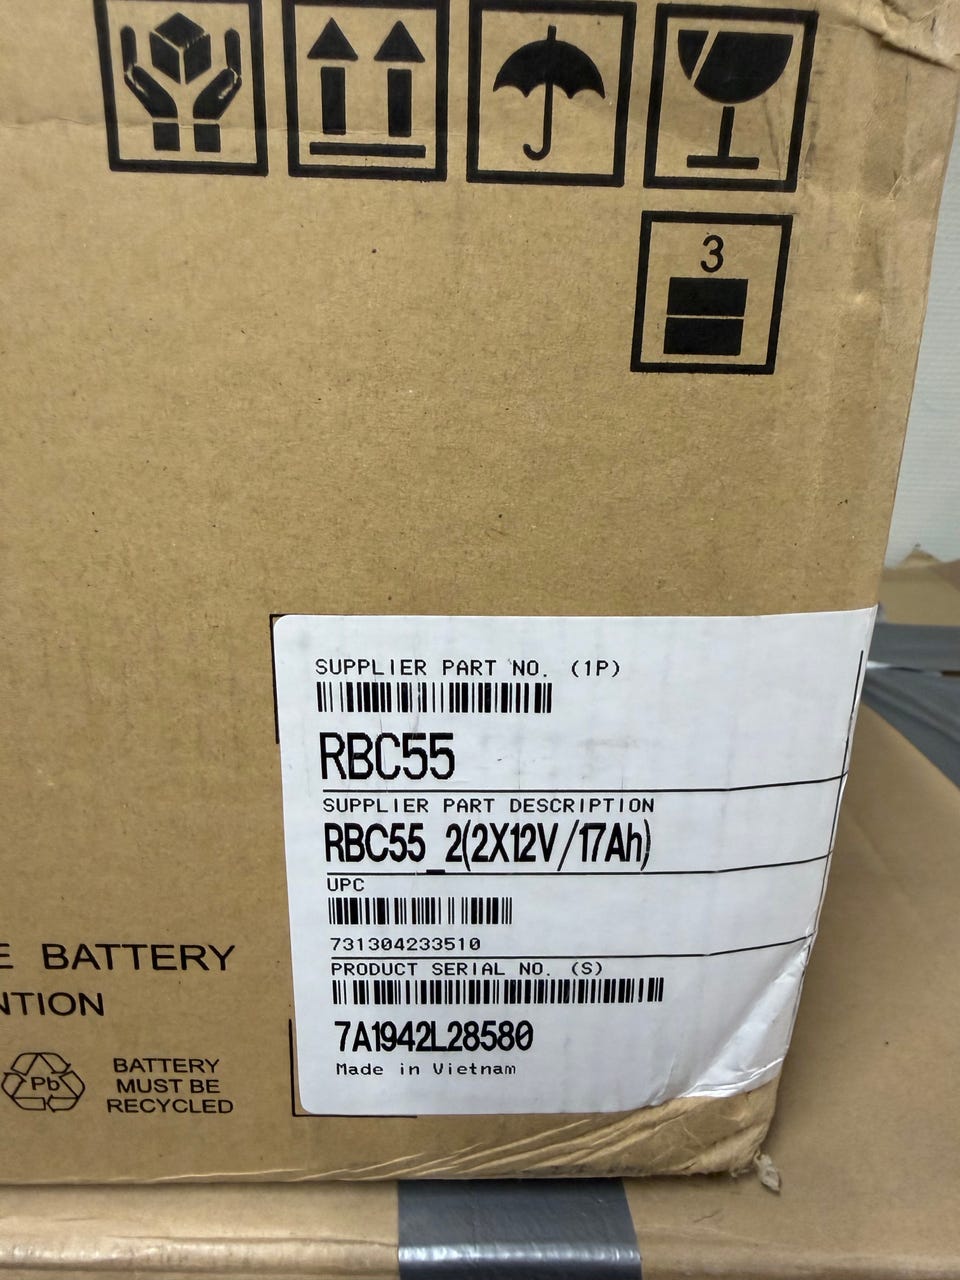 3
SUPPLIER PART NO. (1P)
RBC55
SUPPLIER PART DESCRIPTION
RBC55_2(2X12V/17Ah)
UPC
731304233510
PRODUCT SERIAL NO. (S)
7A1942L28580
Made in Vietnam
E BATTERY
NTION
Pb
BATTERY
MUST BE
RECYCLED